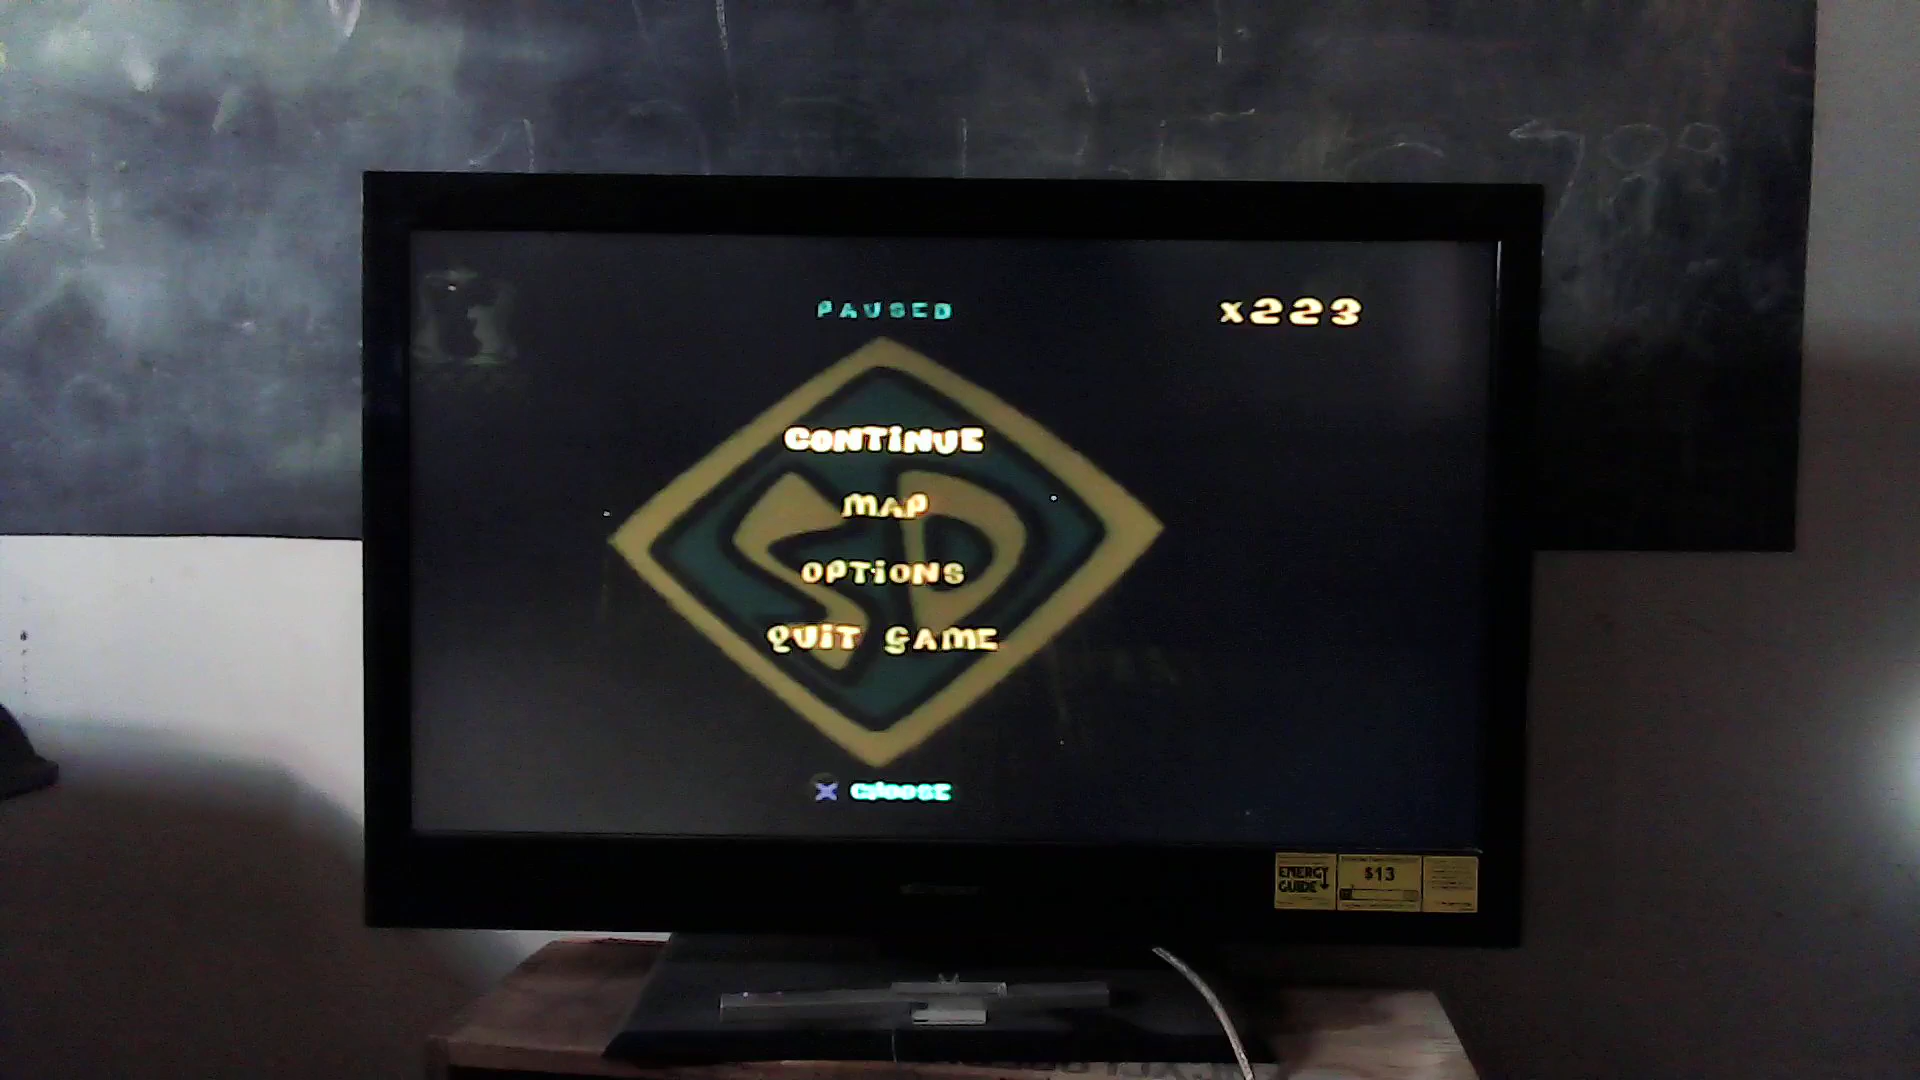 PAUSED
x223
CONTINUE
MAP
OPTIONS
QUIT GAME
X CHOOSE
ENERGY
GUIDE
$13